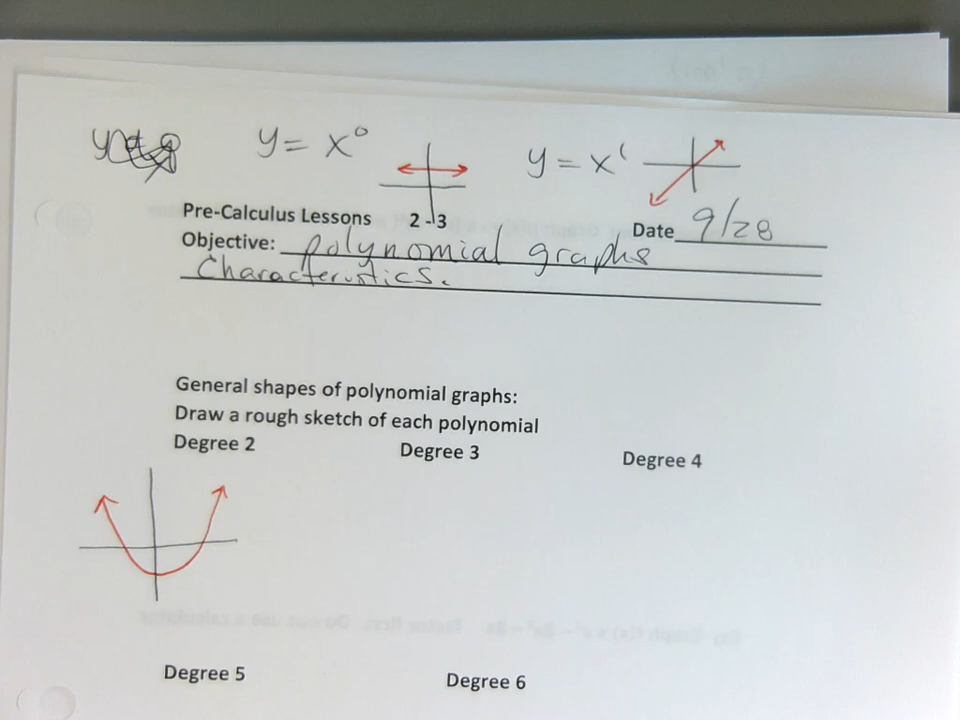 y = x⁰ y = x¹
Pre-Calculus Lessons 2-3 Date 9/28
Objective: polynomial graphs
Characteristics.
General shapes of polynomial graphs:
Draw a rough sketch of each polynomial
Degree 2 Degree 3 Degree 4
Degree 5 Degree 6